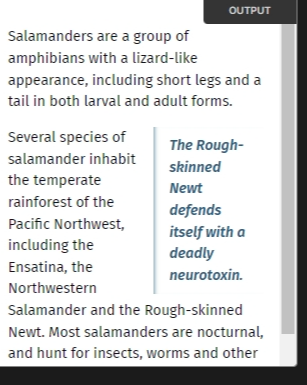 OUTPUT
Salamanders are a group of
amphibians with a lizard-like
appearance, including short legs and a
tail in both larval and adult forms.
Several species of
salamander inhabit
the temperate
rainforest of the
Pacific Northwest,
including the
Ensatina, the
Northwestern
The Rough-
skinned
Newt
defends
itself with a
deadly
neurotoxin.
Salamander and the Rough-skinned
Newt. Most salamanders are nocturnal,
and hunt for insects, worms and other